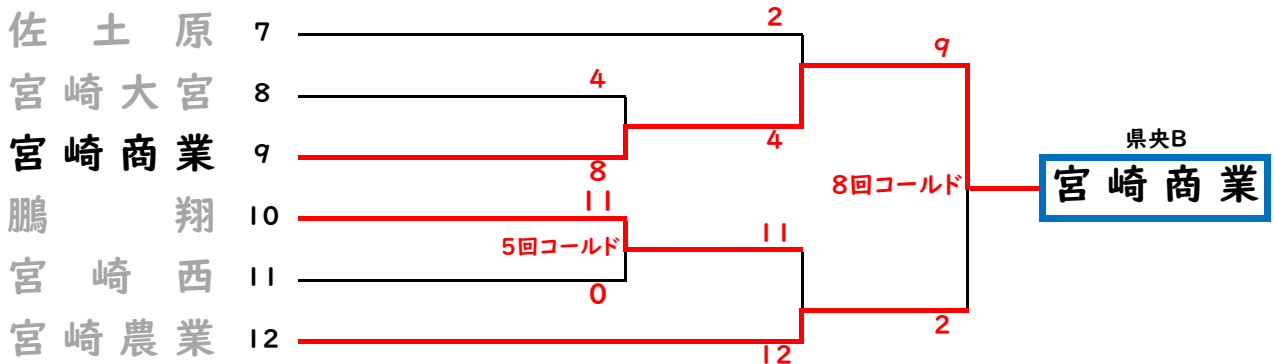 佐土原 7 2
9
宮崎大宮 8 4
宮崎商業 9 8
4
県央B
宮崎商業
8回コールド
鵬翔 10 11
5回コールド
11
宮崎西 11 0
宮崎農業 12 12
2